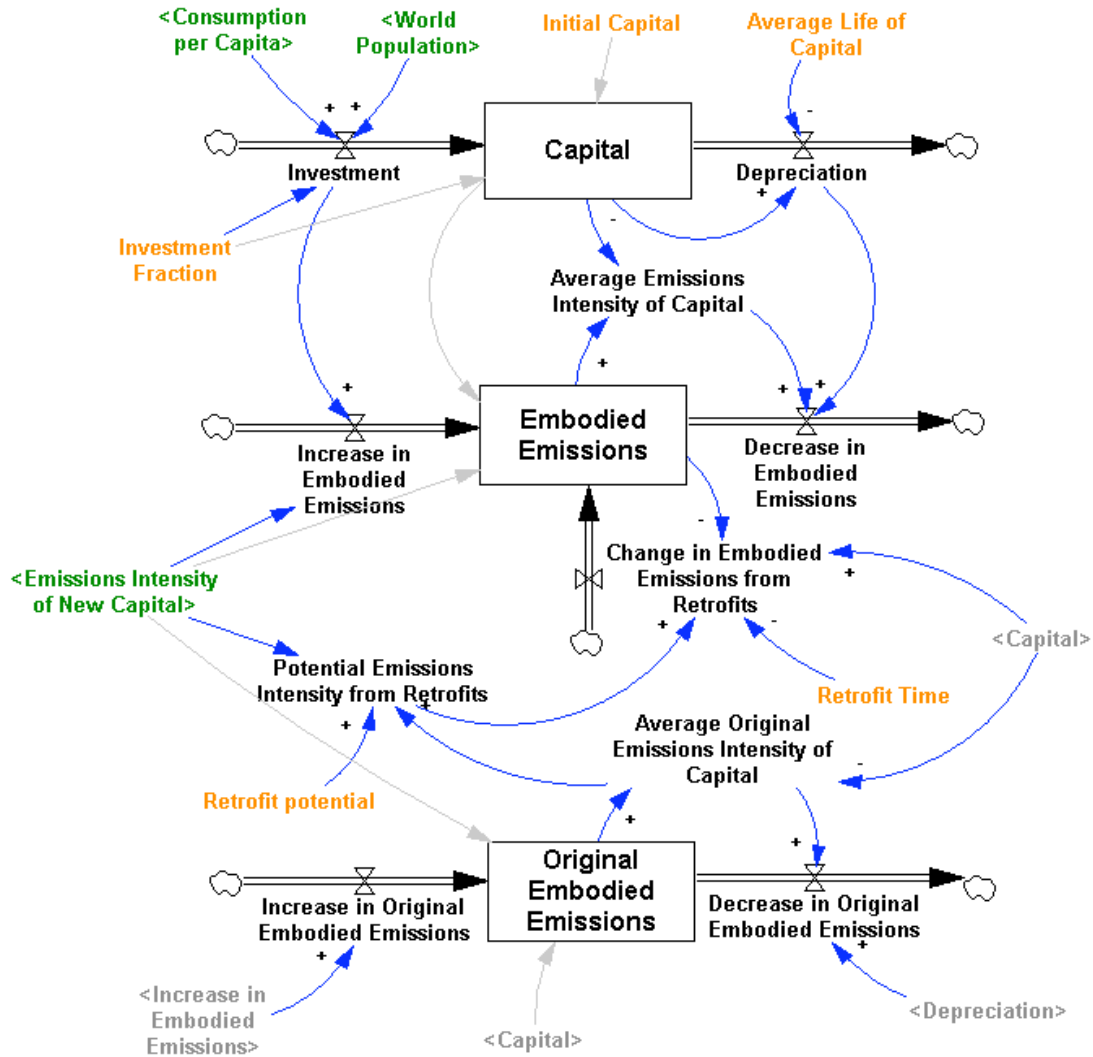 <Consumption
per Capita>
<World
Population>
Initial Capital
Average Life of
Capital
+
+
-
Capital
Investment
Depreciation
+
-
Investment
Fraction
Average Emissions
Intensity of Capital
+
+
+
+
Embodied
Emissions
Increase in
Embodied
Emissions
Decrease in
Embodied
Emissions
-
Change in Embodied
Emissions from
Retrofits
+
+
-
<Emissions Intensity
of New Capital>
<Capital>
Potential Emissions
Intensity from Retrofits
+
+
Retrofit Time
Average Original
Emissions Intensity of
Capital
-
Retrofit potential
+
+
Original
Embodied
Emissions
Increase in Original
Embodied Emissions
Decrease in Original
Embodied Emissions
+
+
<Increase in
Embodied
Emissions>
<Capital>
<Depreciation>